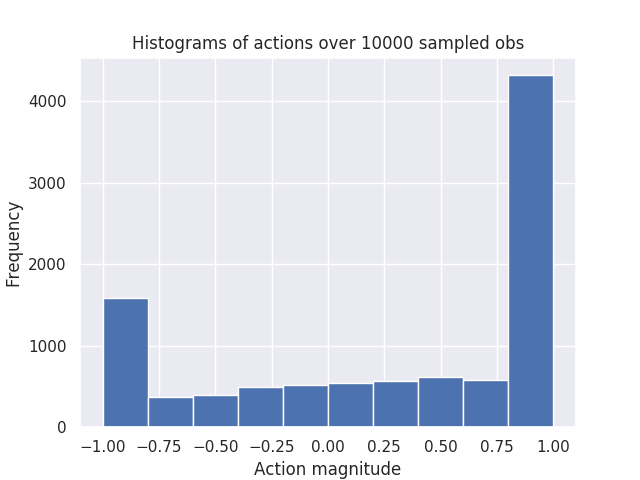 Histograms of actions over 10000 sampled obs
4000
3000
2000
1000
0
Frequency
−1.00 −0.75 −0.50 −0.25 0.00 0.25 0.50 0.75 1.00
Action magnitude